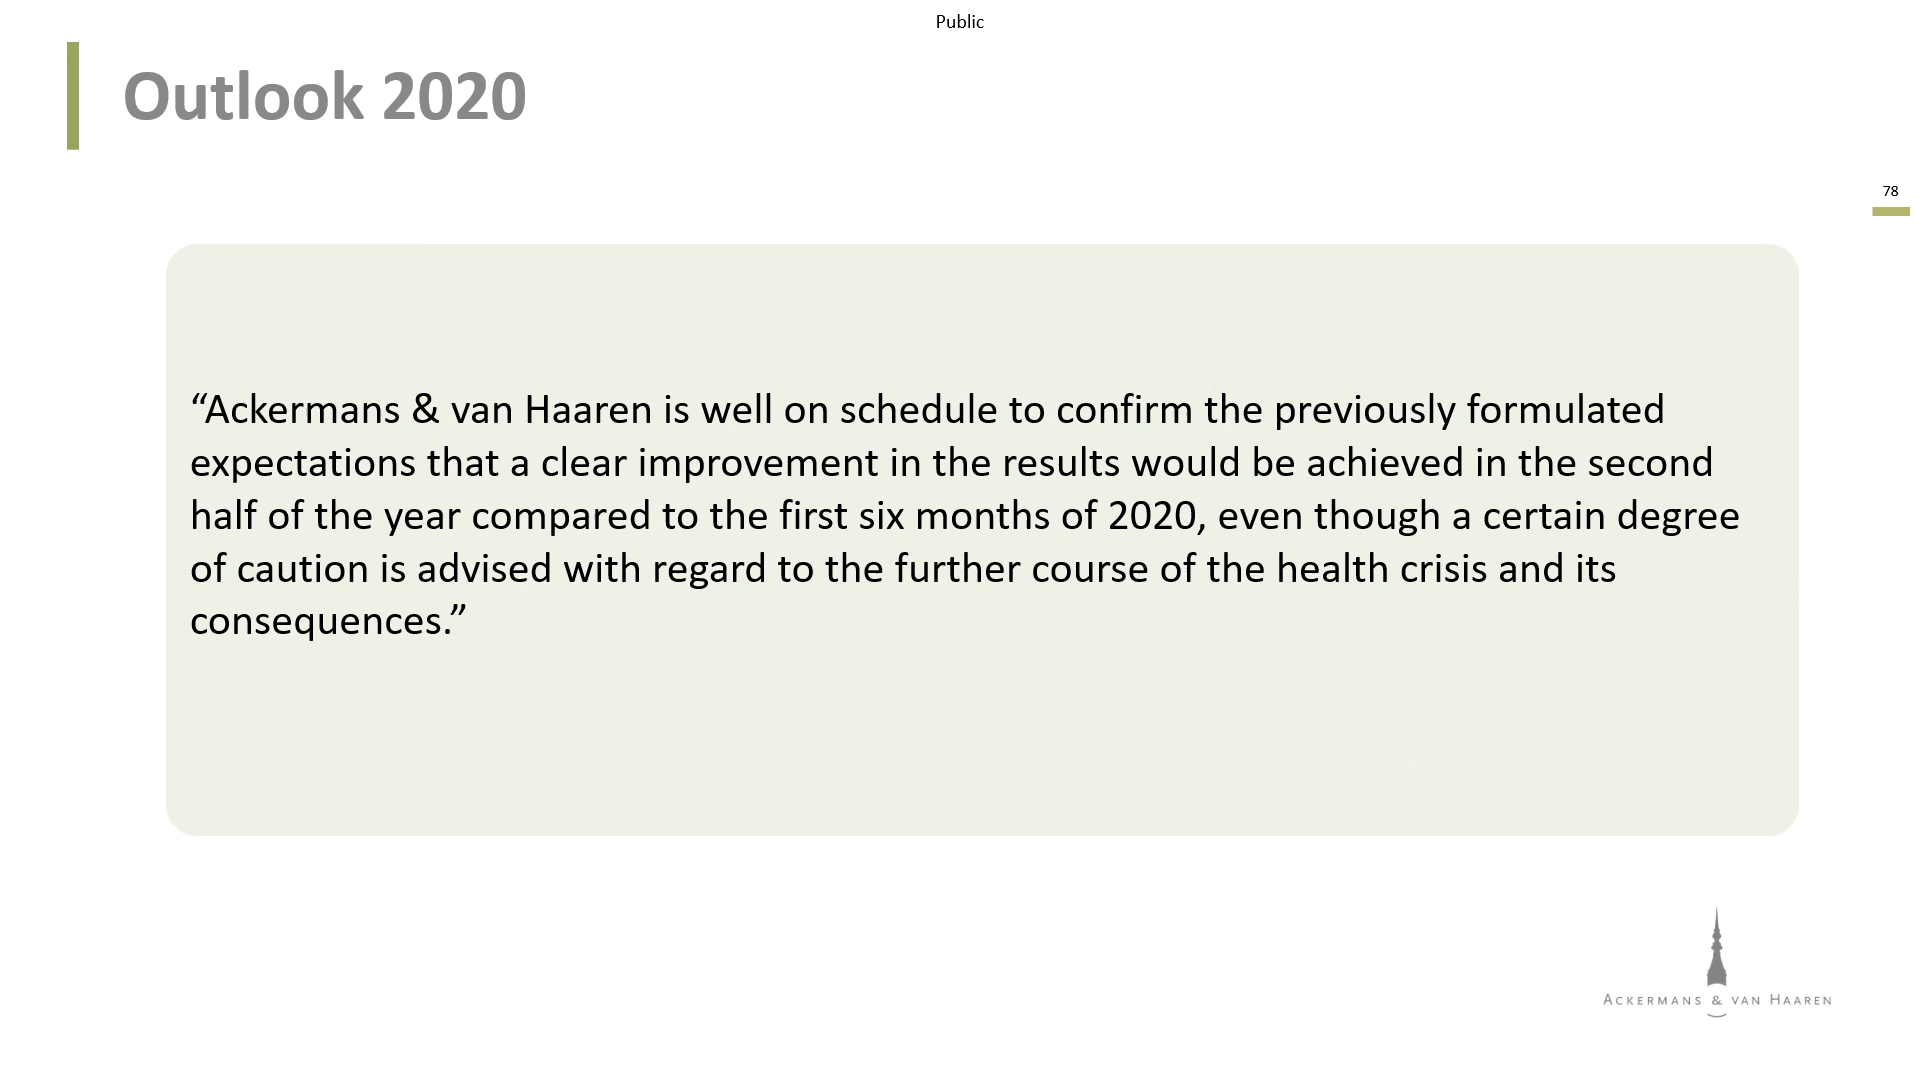 Public
Outlook 2020
78
“Ackermans & van Haaren is well on schedule to confirm the previously formulated
expectations that a clear improvement in the results would be achieved in the second
half of the year compared to the first six months of 2020, even though a certain degree
of caution is advised with regard to the further course of the health crisis and its
consequences.”
Ackermans & van Haaren